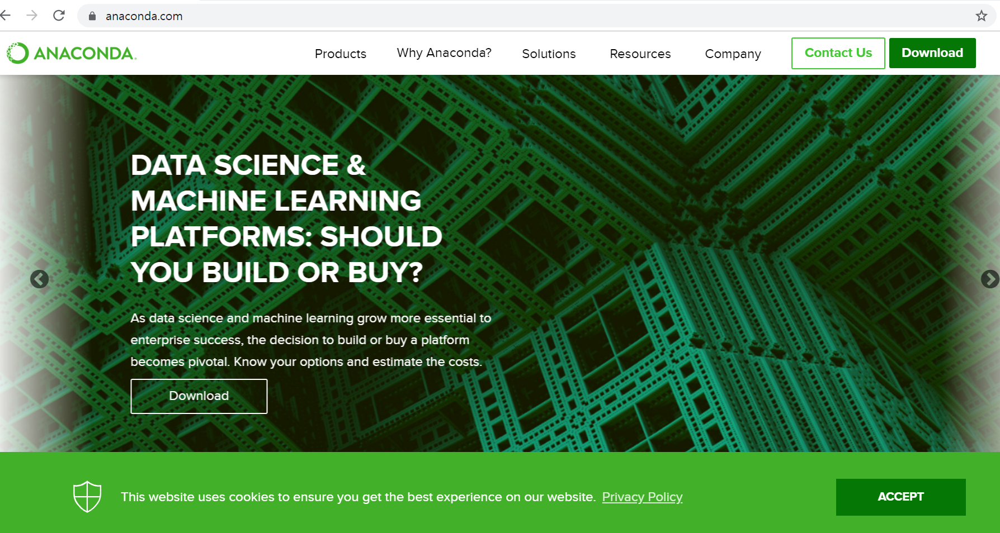 anaconda.com
ANACONDA.
Products Why Anaconda? Solutions Resources Company Contact Us Download
DATA SCIENCE &
MACHINE LEARNING
PLATFORMS: SHOULD
YOU BUILD OR BUY?
As data science and machine learning grow more essential to
enterprise success, the decision to build or buy a platform
becomes pivotal. Know your options and estimate the costs.
Download
This website uses cookies to ensure you get the best experience on our website. Privacy Policy
ACCEPT